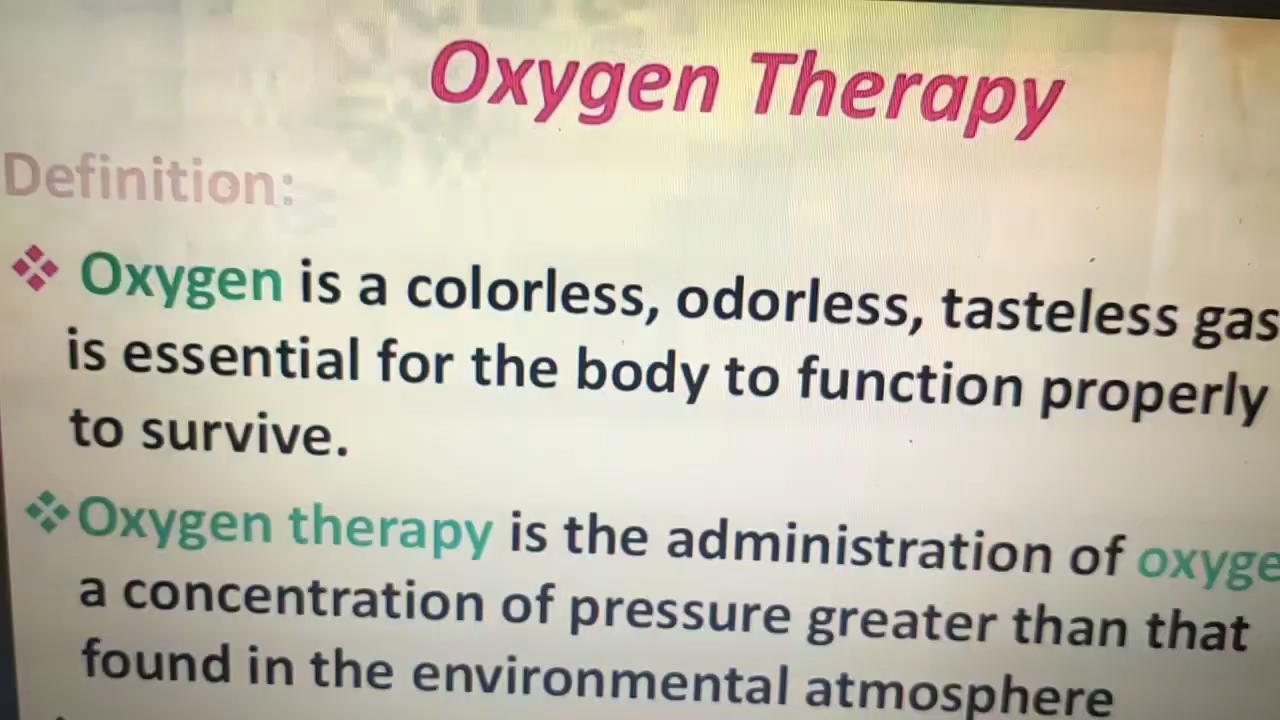 Oxygen Therapy
Definition:
❖ Oxygen is a colorless, odorless, tasteless gas
is essential for the body to function properly
to survive.
❖Oxygen therapy is the administration of oxyge
a concentration of pressure greater than that
found in the environmental atmosphere